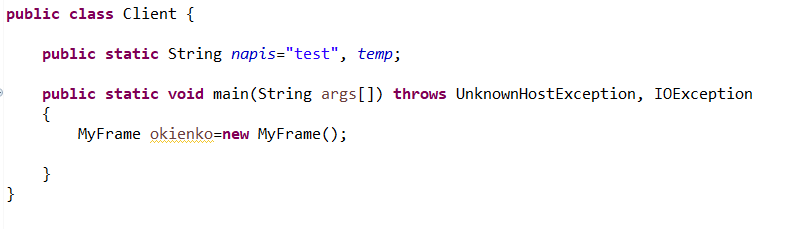 public class Client {
public static String napis="test", temp;
public static void main(String args[]) throws UnknownHostException, IOException
{
MyFrame okienko=new MyFrame();
}
}